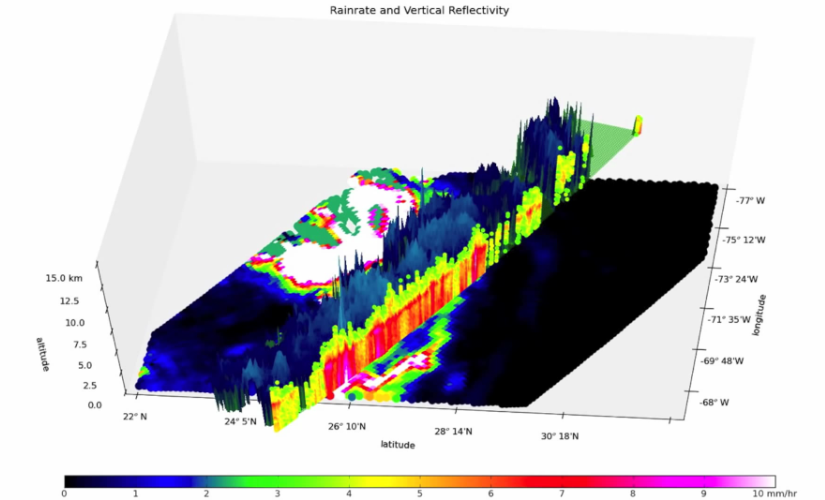 Rainrate and Vertical Reflectivity
15.0 km
12.5
10.0
7.5
5.0
2.5
0.0
altitude
22° N
24° 5'N
26° 10'N
28° 14'N
30° 18'N
latitude
-77° W
-75° 12'W
-73° 24'W
-71° 35'W
-69° 48'W
-68° W
longitude
0 1 2 3 4 5 6 7 8 9 10 mm/hr